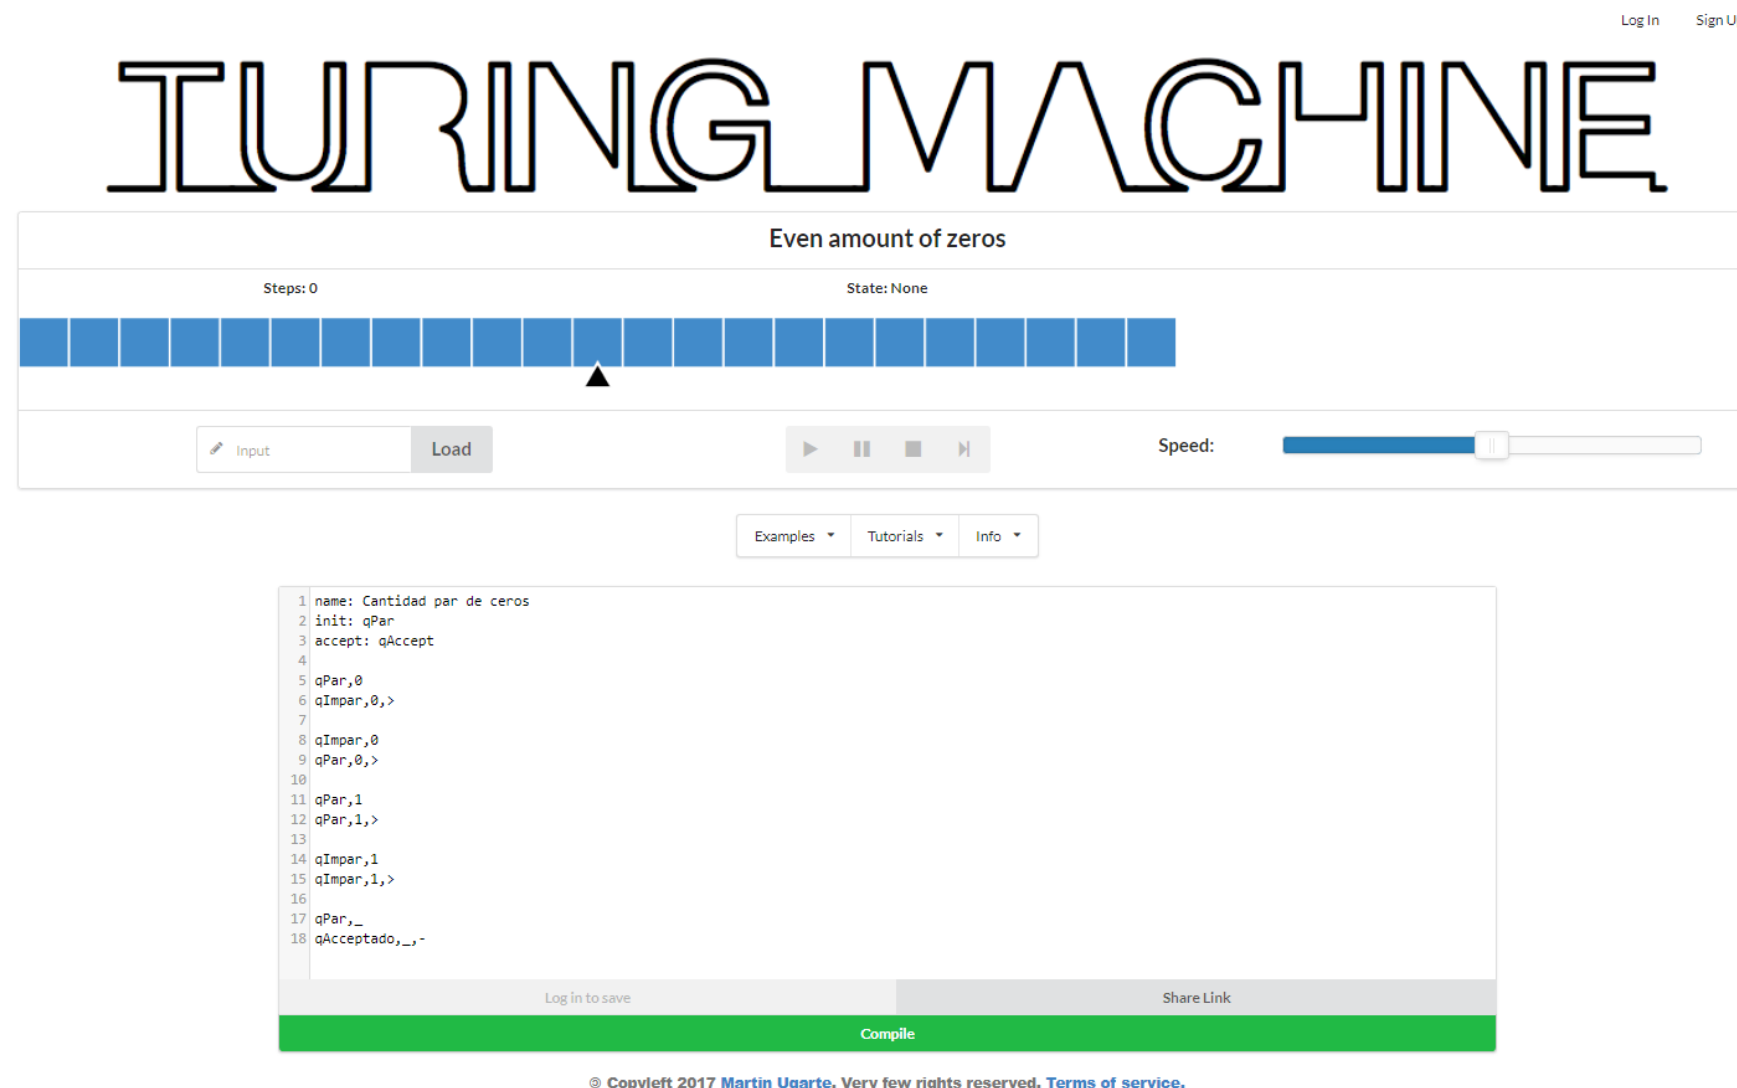 Log In Sign U
TURING MACHINE
Even amount of zeros
Steps: 0 State: None
Input Load Speed:
Examples Tutorials Info
1 name: Cantidad par de ceros
2 init: qPar
3 accept: qAccept
4
5 qPar,0
6 qImpar,0,>
7
8 qImpar,0
9 qPar,0,>
10
11 qPar,1
12 qPar,1,>
13
14 qImpar,1
15 qImpar,1,>
16
17 qPar,_
18 qAcceptado,_,-
Log in to save Share Link
Compile
© Copyleft 2017 Martin Ugarte. Very few rights reserved. Terms of service.